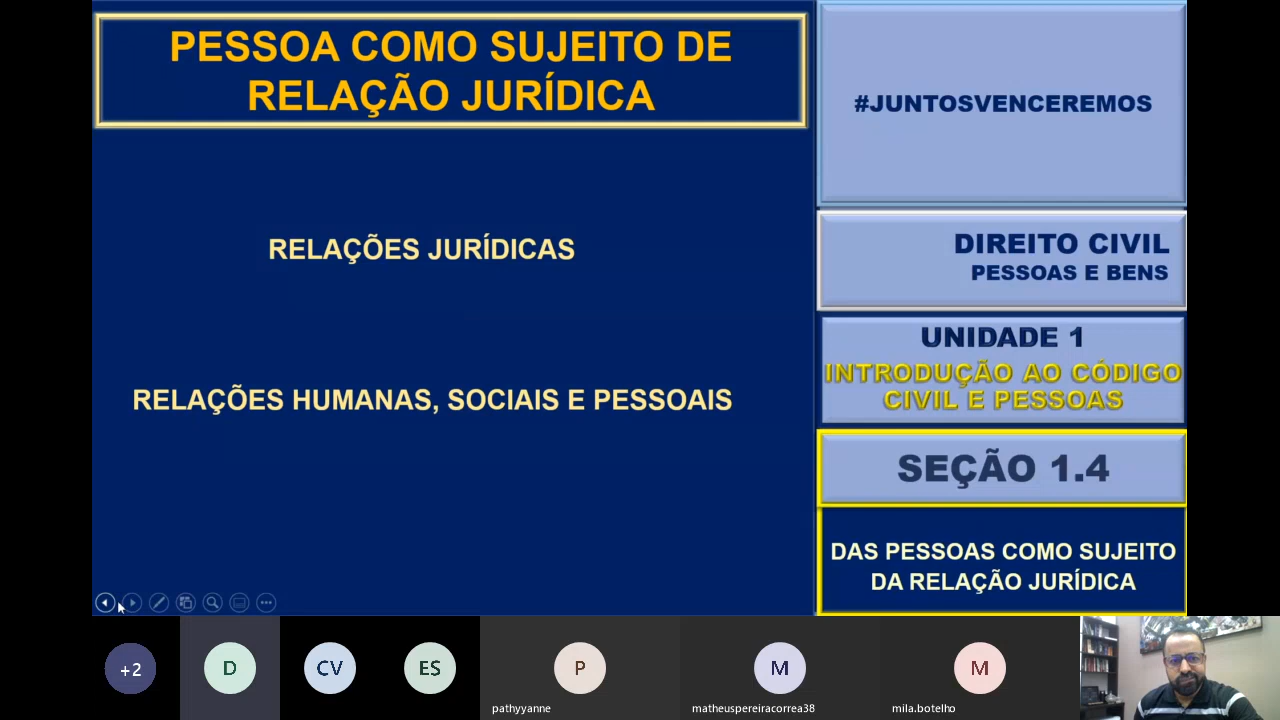 PESSOA COMO SUJEITO DE
RELAÇÃO JURÍDICA
RELAÇÕES JURÍDICAS
RELAÇÕES HUMANAS, SOCIAIS E PESSOAIS
#JUNTOSVENCEREMOS
DIREITO CIVIL
PESSOAS E BENS
UNIDADE 1
INTRODUÇÃO AO CÓDIGO
CIVIL E PESSOAS
SEÇÃO 1.4
DAS PESSOAS COMO SUJEITO
DA RELAÇÃO JURÍDICA
+2
D
CV
ES
P
M
M
pathyyanne
matheuspereiracorrea38
mila.botelho